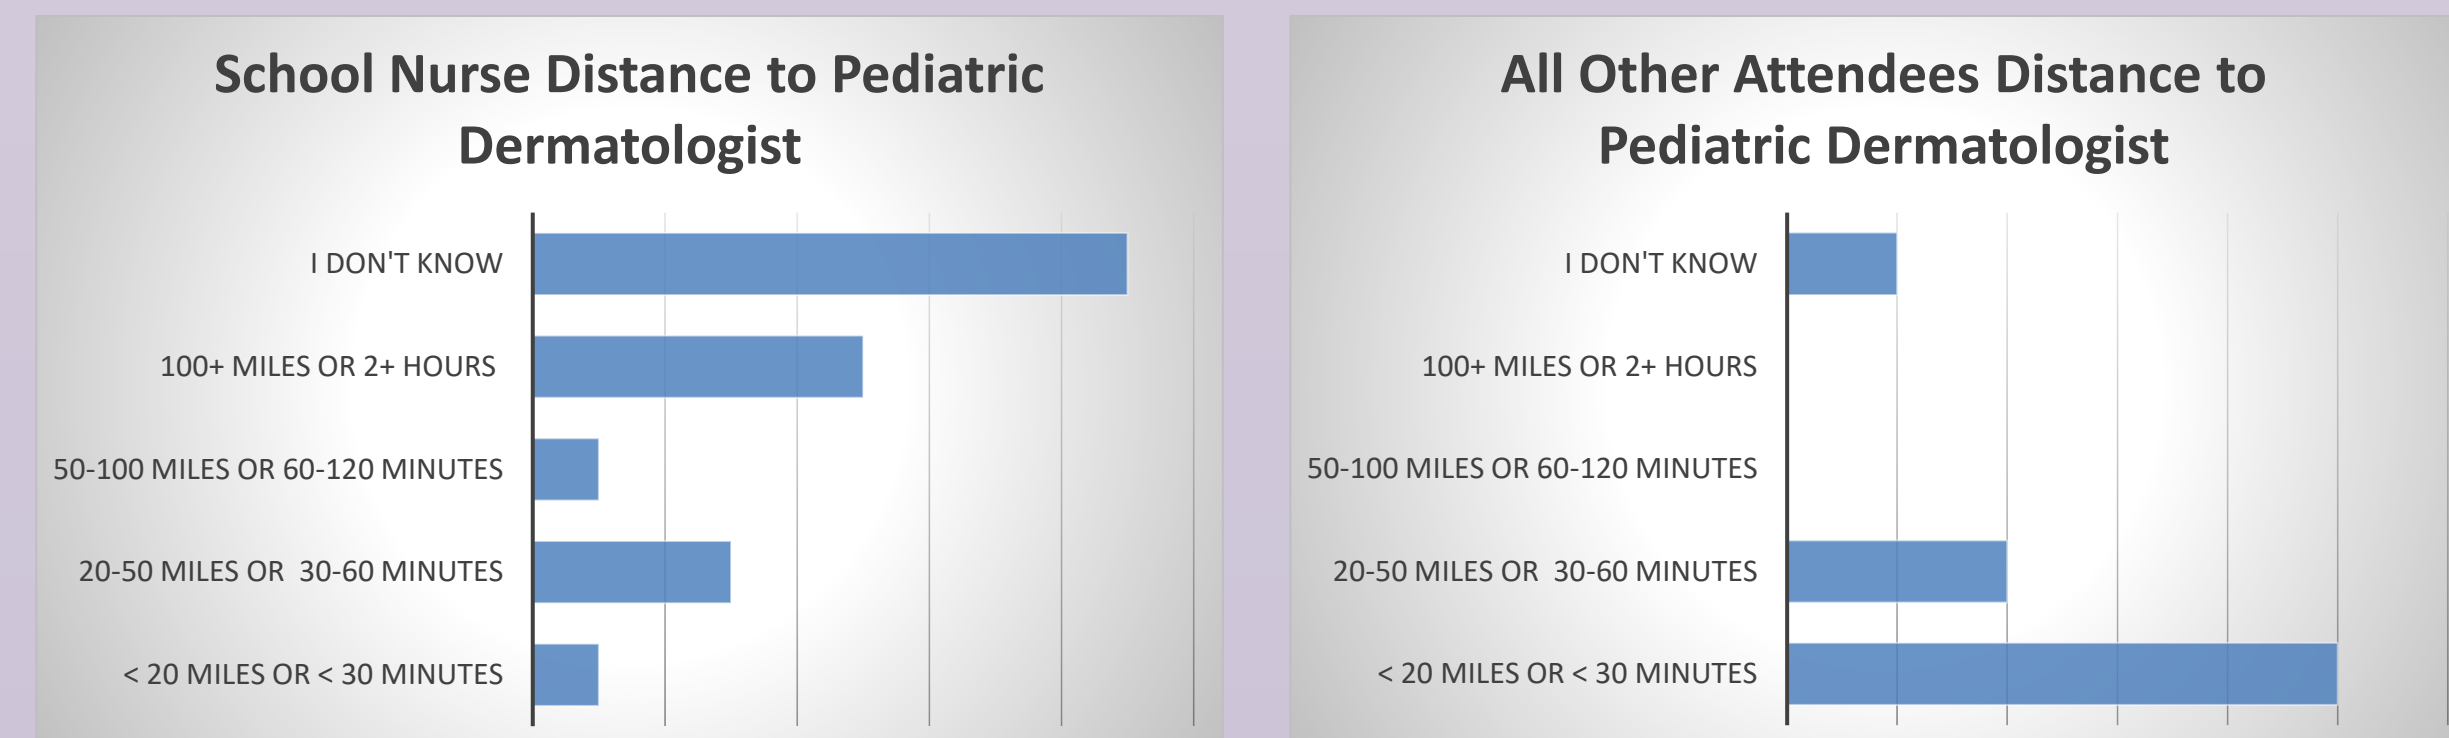 School Nurse Distance to Pediatric
Dermatologist
I DON'T KNOW
100+ MILES OR 2+ HOURS
50-100 MILES OR 60-120 MINUTES
20-50 MILES OR  30-60 MINUTES
< 20 MILES OR < 30 MINUTES
All Other Attendees Distance to
Pediatric Dermatologist
I DON'T KNOW
100+ MILES OR 2+ HOURS
50-100 MILES OR 60-120 MINUTES
20-50 MILES OR  30-60 MINUTES
< 20 MILES OR < 30 MINUTES